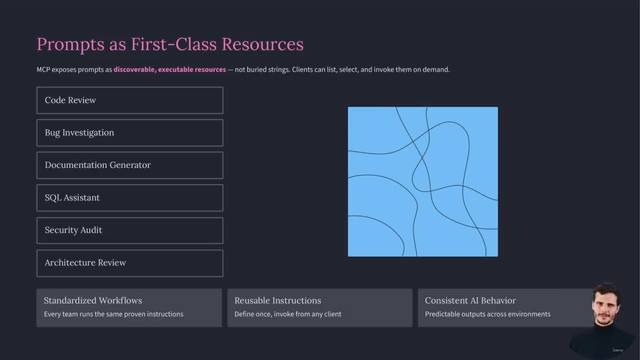 Prompts as First-Class Resources
MCP exposes prompts as discoverable, executable resources — not buried strings. Clients can list, select, and invoke them on demand.
Code Review
Bug Investigation
Documentation Generator
SQL Assistant
Security Audit
Architecture Review
Standardized Workflows
Every team runs the same proven instructions
Reusable Instructions
Define once, invoke from any client
Consistent AI Behavior
Predictable outputs across environments